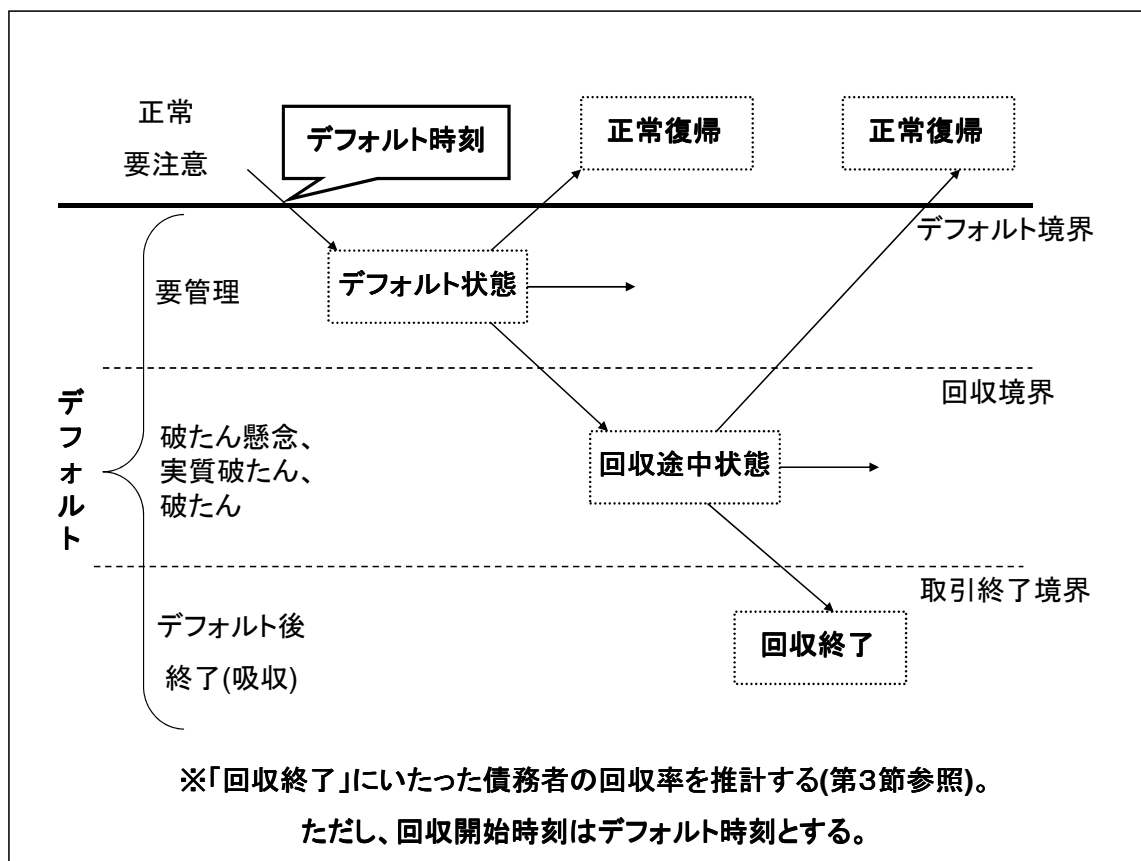 正常
要注意
デフォルト時刻
正常復帰
正常復帰
デフォルト境界
要管理
デフォルト状態
回収境界
デフォルト
破たん懸念、
実質破たん、
破たん
回収途中状態
取引終了境界
デフォルト後
終了(吸収)
回収終了
※「回収終了」にいたった債務者の回収率を推計する(第3節参照)。
ただし、回収開始時刻はデフォルト時刻とする。